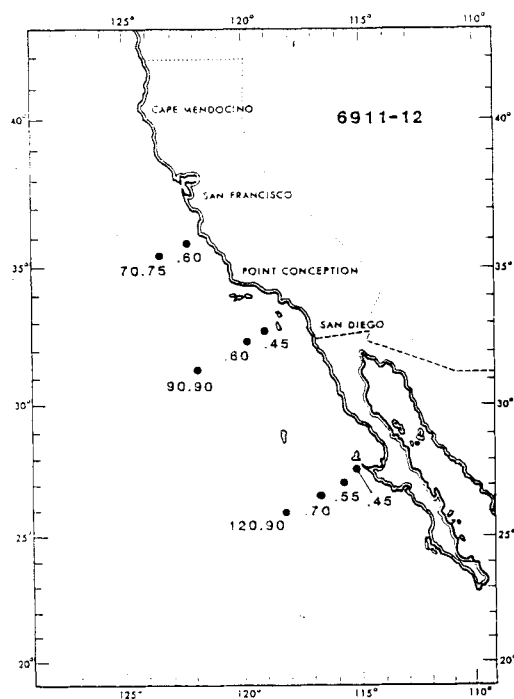 125° 120° 115° 110°
CAPE MENDOCINO
40° 6911-12 40°
SAN FRANCISCO
.60
70.75
35° POINT CONCEPTION 35°
SAN DIEGO
.45
.60
90.90
30° 30°
.45
.55
.70
120.90
25° 25°
20° 20°
125° 120° 115° 110°